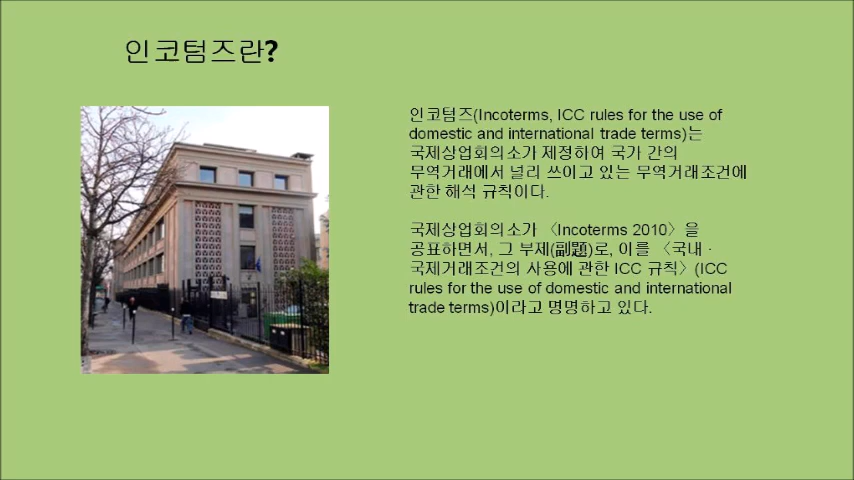 인코텀즈란?
인코텀즈(Incoterms, ICC rules for the use of
domestic and international trade terms)는
국제상업회의소가 제정하여 국가 간의
무역거래에서 널리 쓰이고 있는 무역거래조건에
관한 해석 규칙이다.
국제상업회의소가 〈Incoterms 2010〉을
공표하면서, 그 부제(副題)로, 이를 〈국내 ·
국제거래조건의 사용에 관한 ICC 규칙〉(ICC
rules for the use of domestic and international
trade terms)이라고 명명하고 있다.